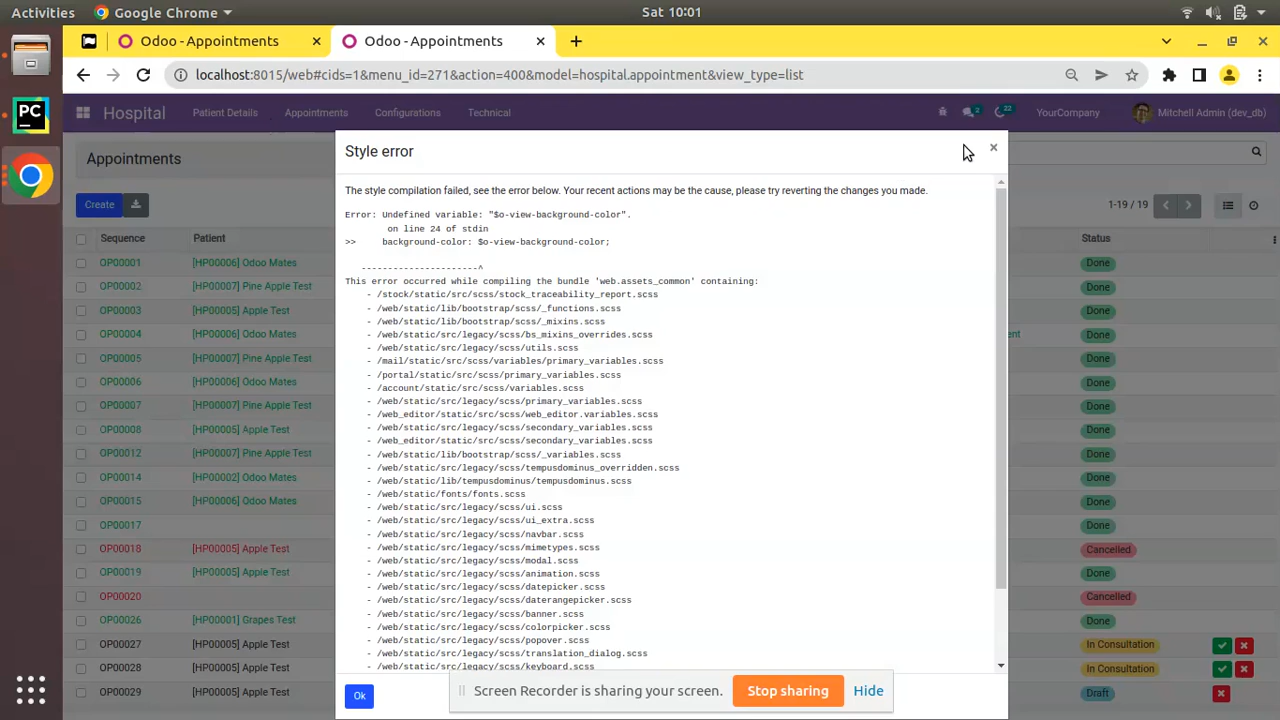 Activities Google Chrome Sat 10:01
Odoo - Appointments × Odoo - Appointments × +
localhost:8015/web#cids=1&menu_id=271&action=400&model=hospital.appointment&view_type=list
Hospital Patient Details Appointments Configurations Technical 2 22 YourCompany Mitchell Admin (dev_db)
Appointments
Create 1-19 / 19
Sequence Patient Status
OP00001 [HP00006] Odoo Mates Done
OP00002 [HP00007] Pine Apple Test Done
OP00003 [HP00005] Apple Test Done
OP00004 [HP00006] Odoo Mates Done
OP00005 [HP00007] Pine Apple Test Done
OP00006 [HP00006] Odoo Mates Done
OP00007 [HP00007] Pine Apple Test Done
OP00008 [HP00005] Apple Test Done
OP00012 [HP00007] Pine Apple Test Done
OP00014 [HP00002] Odoo Mates Done
OP00015 [HP00006] Odoo Mates Done
OP00017 Done
OP00018 [HP00005] Apple Test Cancelled
OP00019 [HP00005] Apple Test Done
OP00020 Cancelled
OP00026 [HP00001] Grapes Test Done
OP00027 [HP00005] Apple Test In Consultation
OP00028 [HP00005] Apple Test In Consultation
OP00029 [HP00005] Apple Test Draft
Style error ×
The style compilation failed, see the error below. Your recent actions may be the cause, please try reverting the changes you made.
Error: Undefined variable: "$o-view-background-color".
on line 24 of stdin
>> background-color: $o-view-background-color;
----------------------^
This error occurred while compiling the bundle 'web.assets_common' containing:
- /stock/static/src/scss/stock_traceability_report.scss
- /web/static/lib/bootstrap/scss/_functions.scss
- /web/static/lib/bootstrap/scss/_mixins.scss
- /web/static/src/legacy/scss/bs_mixins_overrides.scss
- /web/static/src/legacy/scss/utils.scss
- /mail/static/src/scss/variables/primary_variables.scss
- /portal/static/src/scss/primary_variables.scss
- /account/static/src/scss/variables.scss
- /web/static/src/legacy/scss/primary_variables.scss
- /web_editor/static/src/scss/web_editor.variables.scss
- /web/static/src/legacy/scss/secondary_variables.scss
- /web_editor/static/src/scss/secondary_variables.scss
- /web/static/lib/bootstrap/scss/_variables.scss
- /web/static/src/legacy/scss/tempusdominus_overridden.scss
- /web/static/lib/tempusdominus/tempusdominus.scss
- /web/static/fonts/fonts.scss
- /web/static/src/legacy/scss/ui.scss
- /web/static/src/legacy/scss/ui_extra.scss
- /web/static/src/legacy/scss/navbar.scss
- /web/static/src/legacy/scss/mimetypes.scss
- /web/static/src/legacy/scss/modal.scss
- /web/static/src/legacy/scss/animation.scss
- /web/static/src/legacy/scss/datepicker.scss
- /web/static/src/legacy/scss/daterangepicker.scss
- /web/static/src/legacy/scss/banner.scss
- /web/static/src/legacy/scss/colorpicker.scss
- /web/static/src/legacy/scss/popover.scss
- /web/static/src/legacy/scss/translation_dialog.scss
- /web/static/src/legacy/scss/keyboard.scss
Ok
Screen Recorder is sharing your screen. Stop sharing Hide
PC